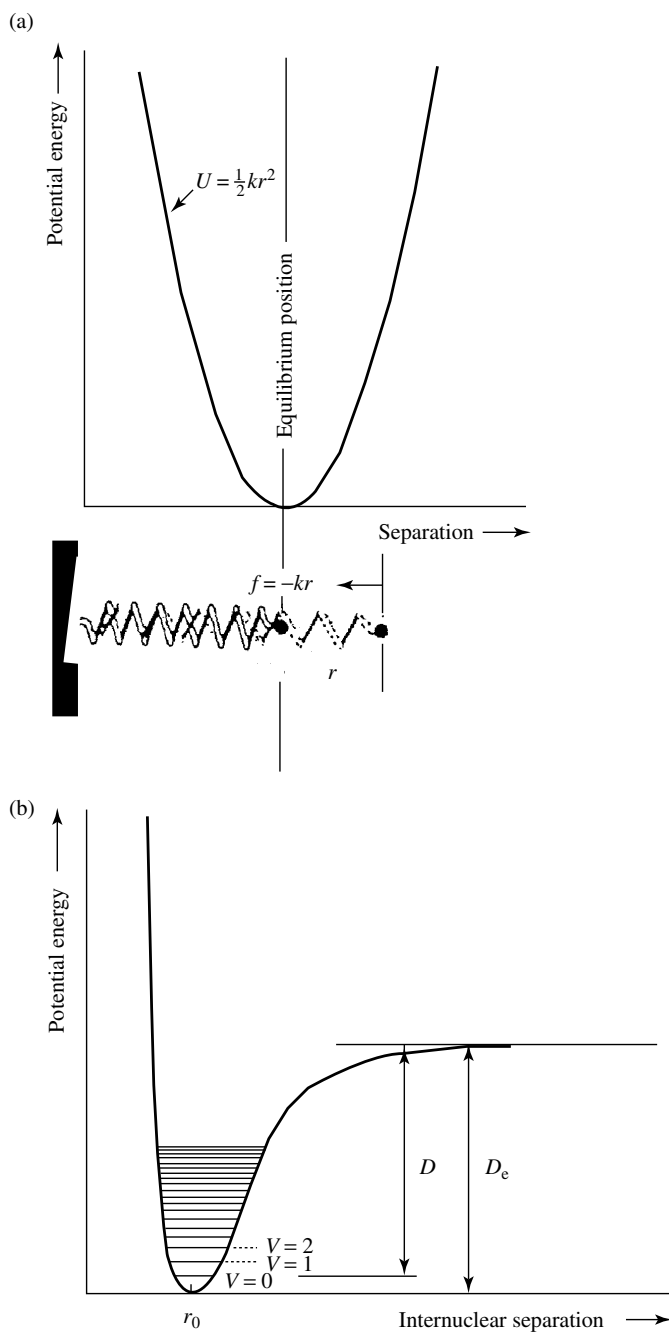 (a)
Potential energy
U = ½kr²
Equilibrium position
Separation
f = –kr
r
(b)
Potential energy
D
Dₑ
V = 2
V = 1
V = 0
r₀
Internuclear separation